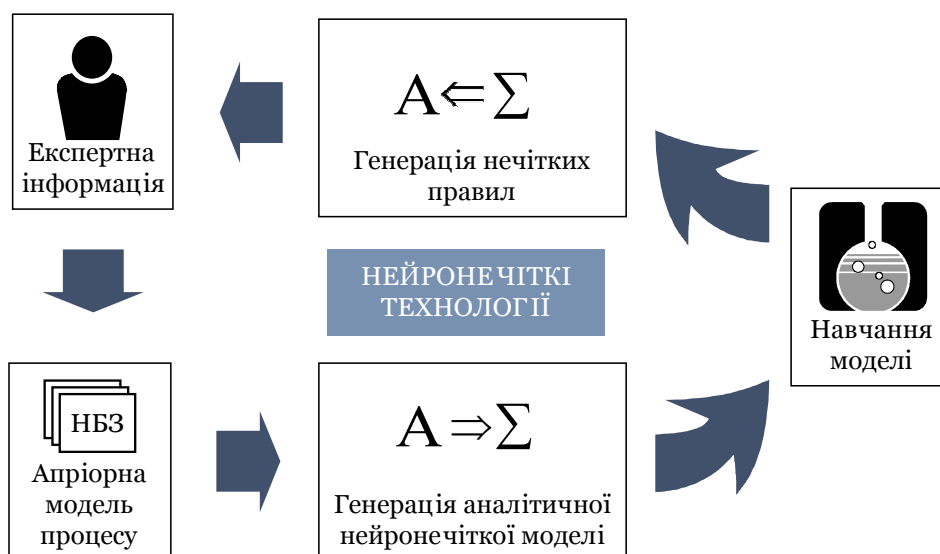 A⇐∑
Генерація нечітких
правил
Експертна
інформація
НЕЙРОНЕЧІТКІ
ТЕХНОЛОГІЇ
Навчання
моделі
НБЗ
Апріорна
модель
процесу
A⇒∑
Генерація аналітичної
нейронечіткої моделі